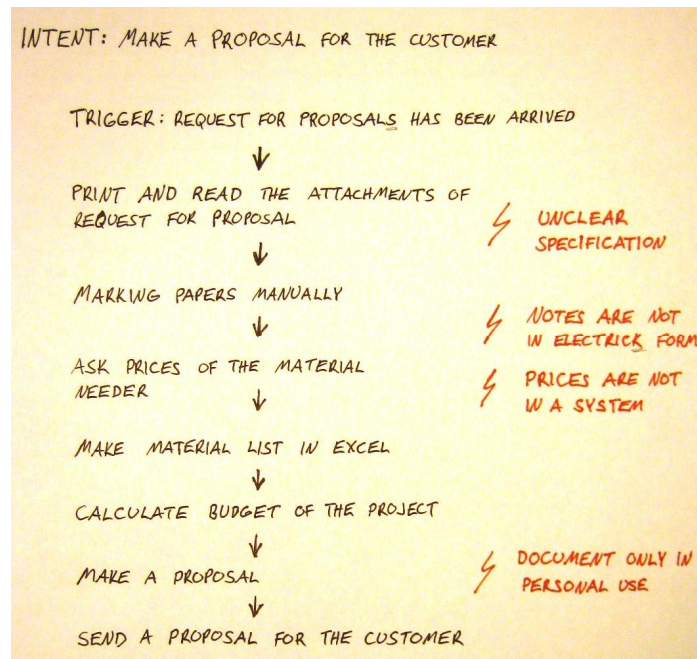 INTENT: MAKE A PROPOSAL FOR THE CUSTOMER
TRIGGER: REQUEST FOR PROPOSALS HAS BEEN ARRIVED
PRINT AND READ THE ATTACHMENTS OF
REQUEST FOR PROPOSAL
UNCLEAR
SPECIFICATION
MARKING PAPERS MANUALLY
NOTES ARE NOT
IN ELECTRICK FORM
ASK PRICES OF THE MATERIAL
NEEDER
PRICES ARE NOT
IN A SYSTEM
MAKE MATERIAL LIST IN EXCEL
CALCULATE BUDGET OF THE PROJECT
MAKE A PROPOSAL
DOCUMENT ONLY IN
PERSONAL USE
SEND A PROPOSAL FOR THE CUSTOMER